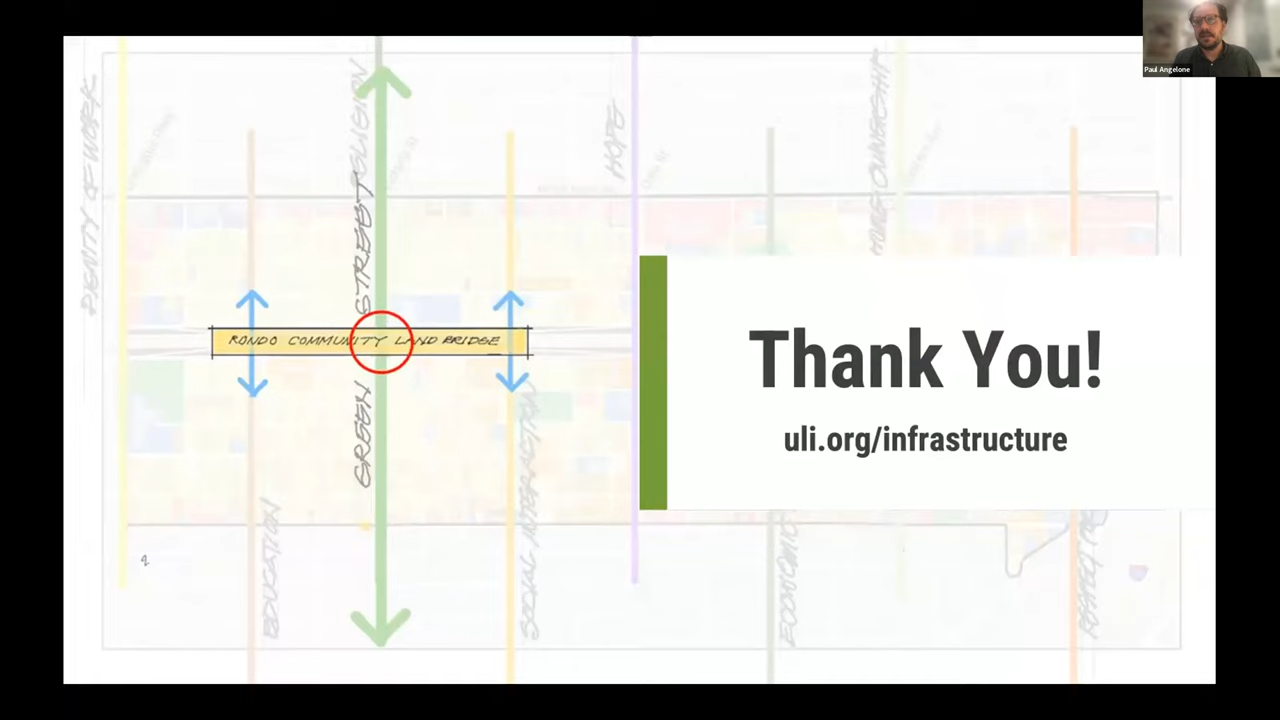 Paul Angelone
DIGNITY OF WORK
GREEN STREET
HOPE
HOME OWNERSHIP
RONDO COMMUNITY LAND BRIDGE
Thank You!
uli.org/infrastructure
EDUCATION
SOCIAL INTERACTION
ECONOMIC